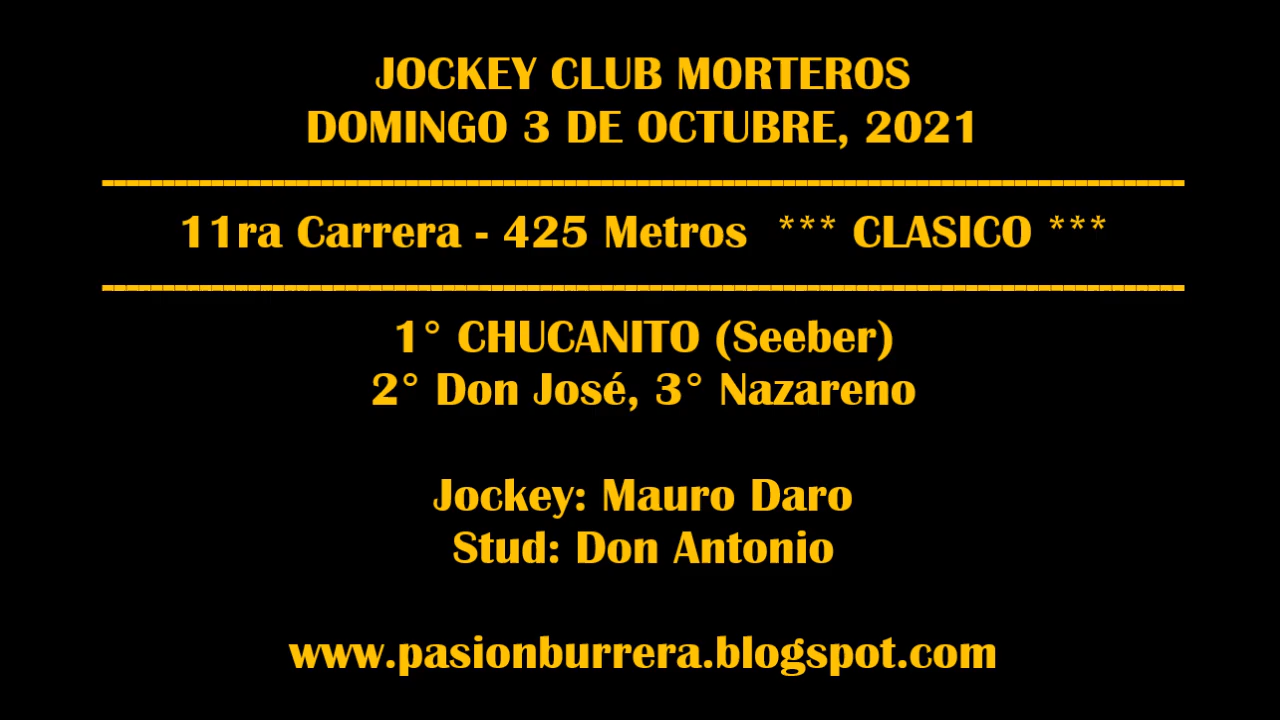 JOCKEY CLUB MORTEROS
DOMINGO 3 DE OCTUBRE, 2021
11ra Carrera - 425 Metros *** CLASICO ***
1° CHUCANITO (Seeber)
2° Don José, 3° Nazareno
Jockey: Mauro Daro
Stud: Don Antonio
www.pasionburrera.blogspot.com